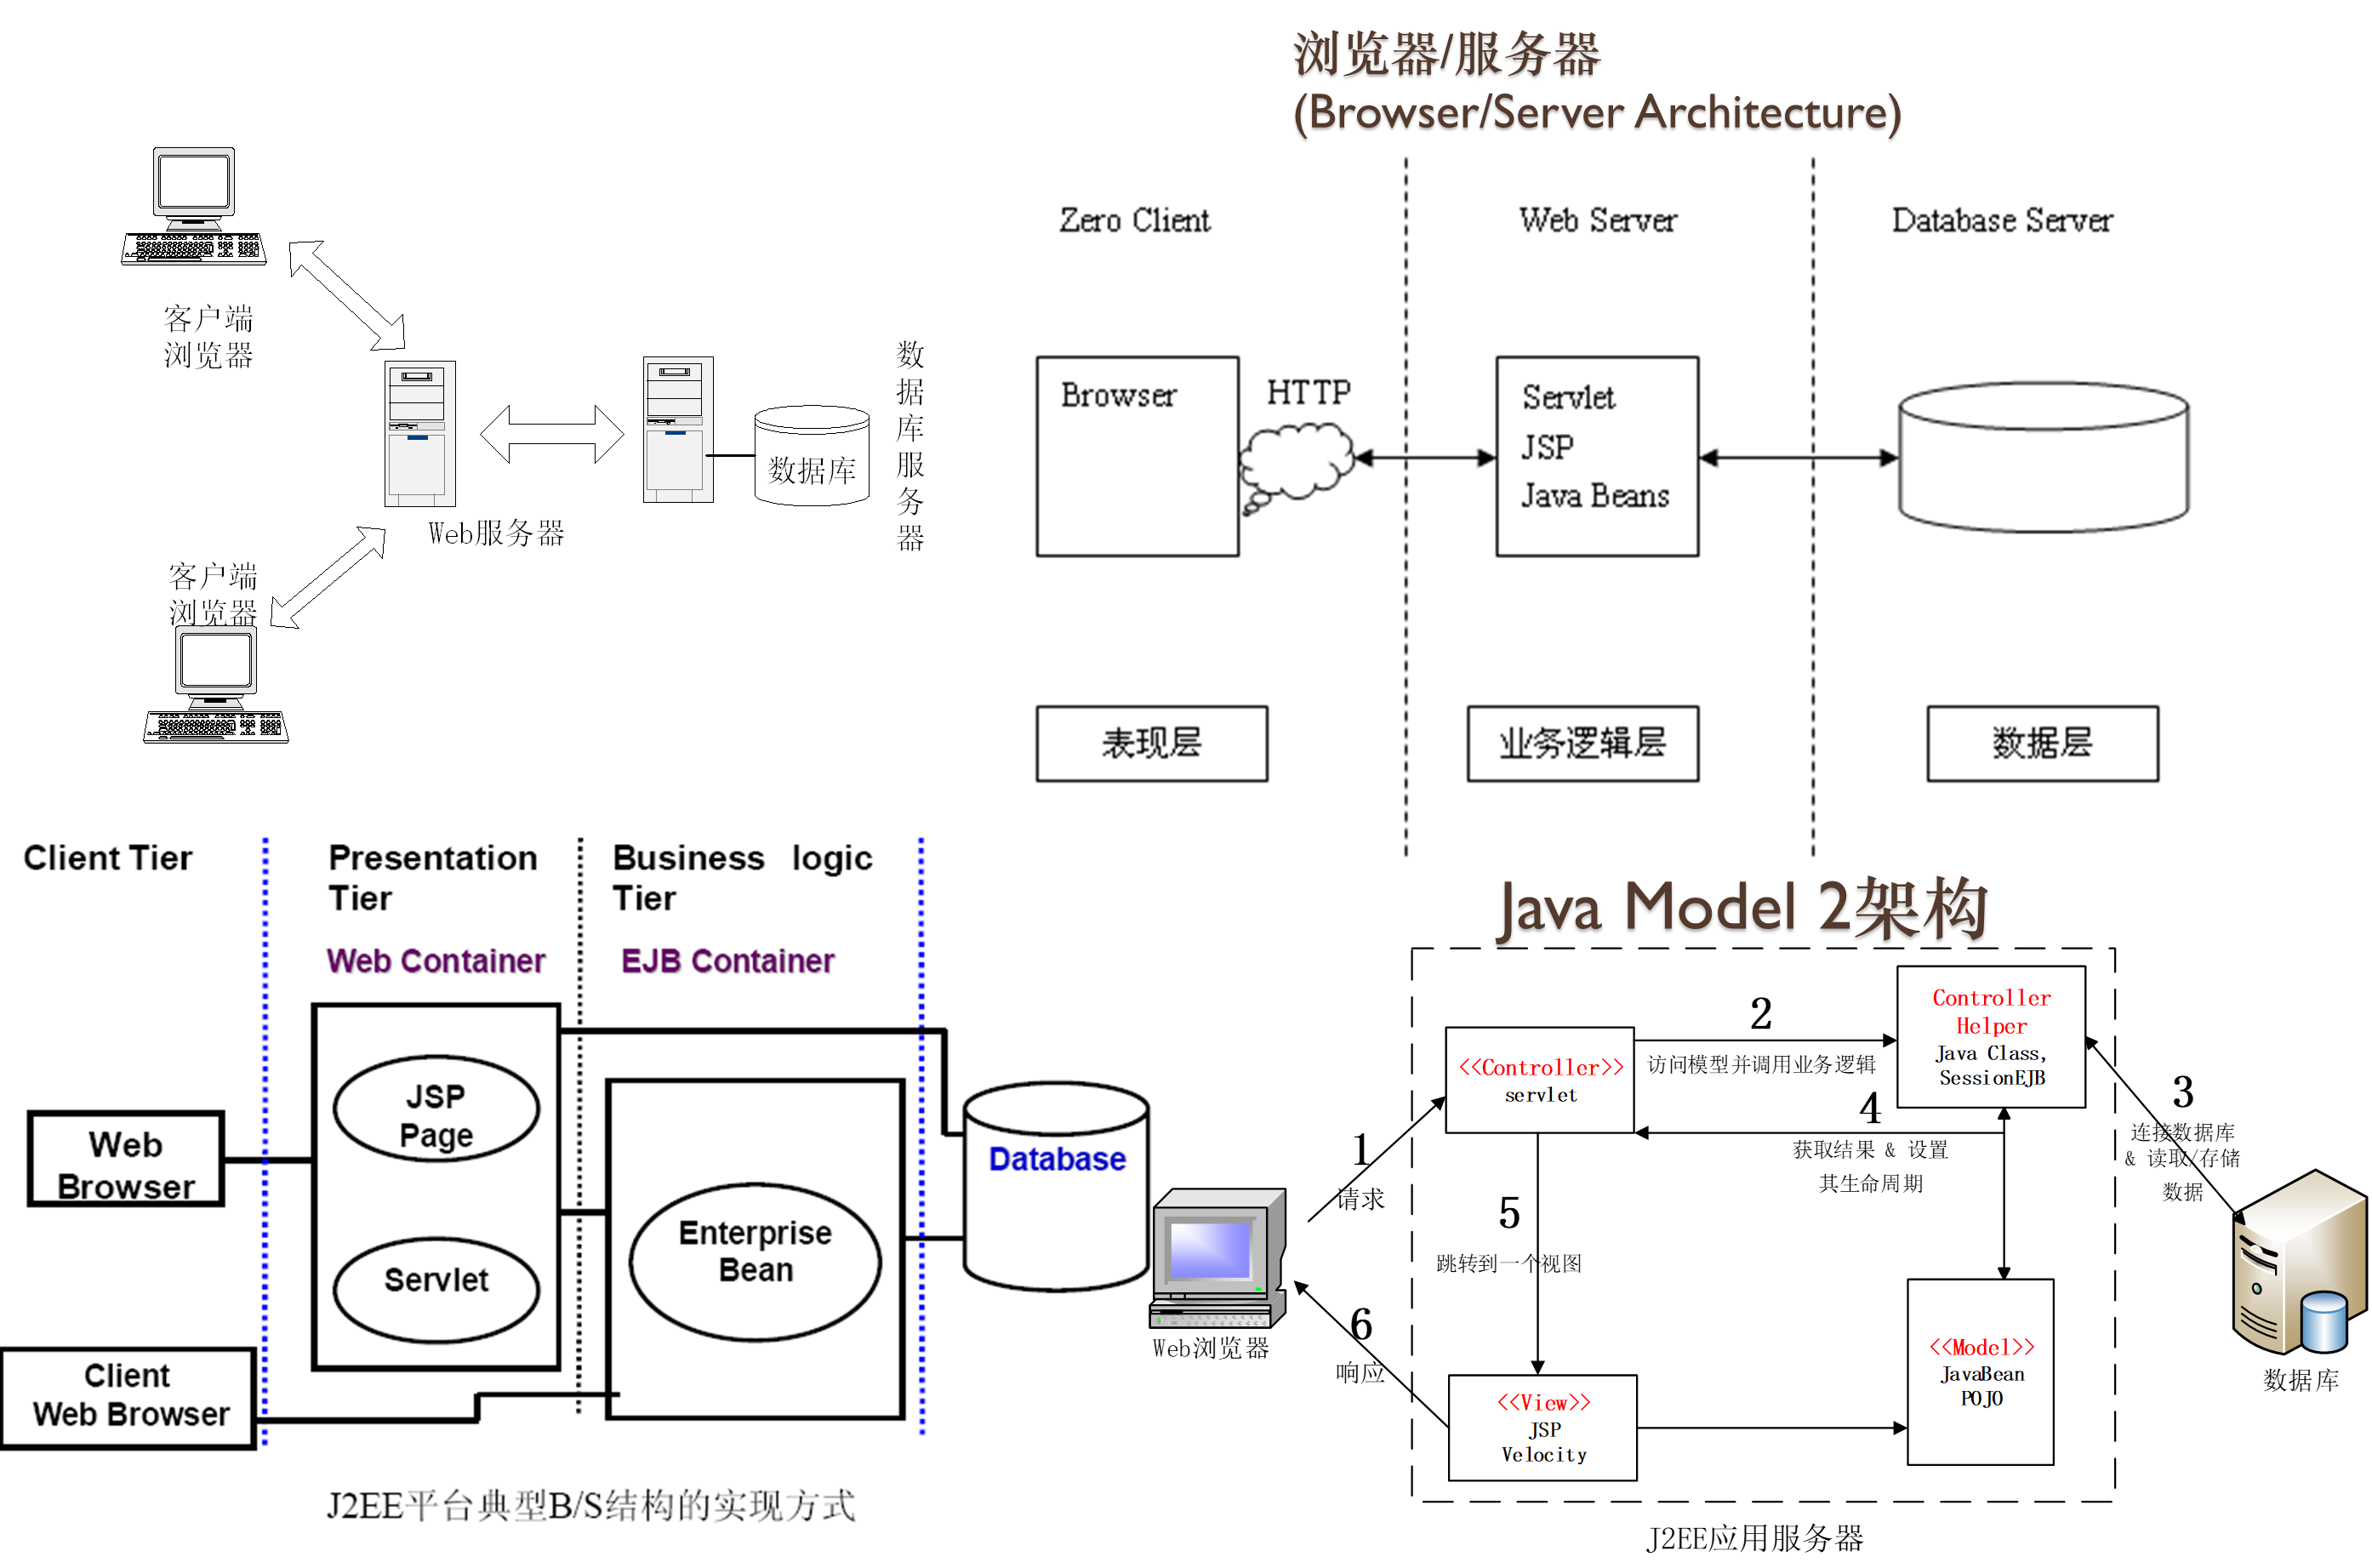 浏览器/服务器
(Browser/Server Architecture)
客户端
浏览器
Web服务器
数据库
数据库服务器
客户端
浏览器
Zero Client
Web Server
Database Server
Browser
HTTP
Servlet
JSP
Java Beans
表现层
业务逻辑层
数据层
Client Tier
Presentation
Tier
Business logic
Tier
Web Container
EJB Container
JSP
Page
Web
Browser
Servlet
Enterprise
Bean
Database
Client
Web Browser
J2EE平台典型B/S结构的实现方式
Java Model 2架构
<<Controller>>
servlet
2
访问模型并调用业务逻辑
Controller
Helper
Java Class,
SessionEJB
1
请求
4
获取结果 & 设置
其生命周期
3
连接数据库
& 读取/存储
数据
5
跳转到一个视图
6
响应
Web浏览器
<<View>>
JSP
Velocity
<<Model>>
JavaBean
POJO
数据库
J2EE应用服务器